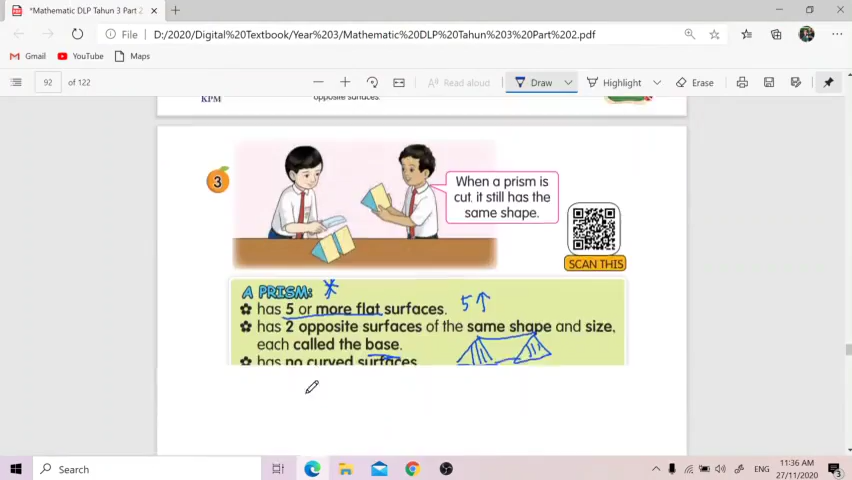 *Mathematic DLP Tahun 3 Part 2
File
D:/2020/Digital%20Textbook/Year%203/Mathematic%20DLP%20Tahun%203%20Part%202.pdf
Gmail
YouTube
Maps
92 of 122
Read aloud
Draw
Highlight
Erase
KPM
opposite surfaces.
3
When a prism is
cut, it still has the
same shape.
SCAN THIS
A PRISM: *
has 5 or more flat surfaces. 5↑
has 2 opposite surfaces of the same shape and size,
each called the base.
has no curved surfaces
Search
ENG
11:36 AM
27/11/2020
3